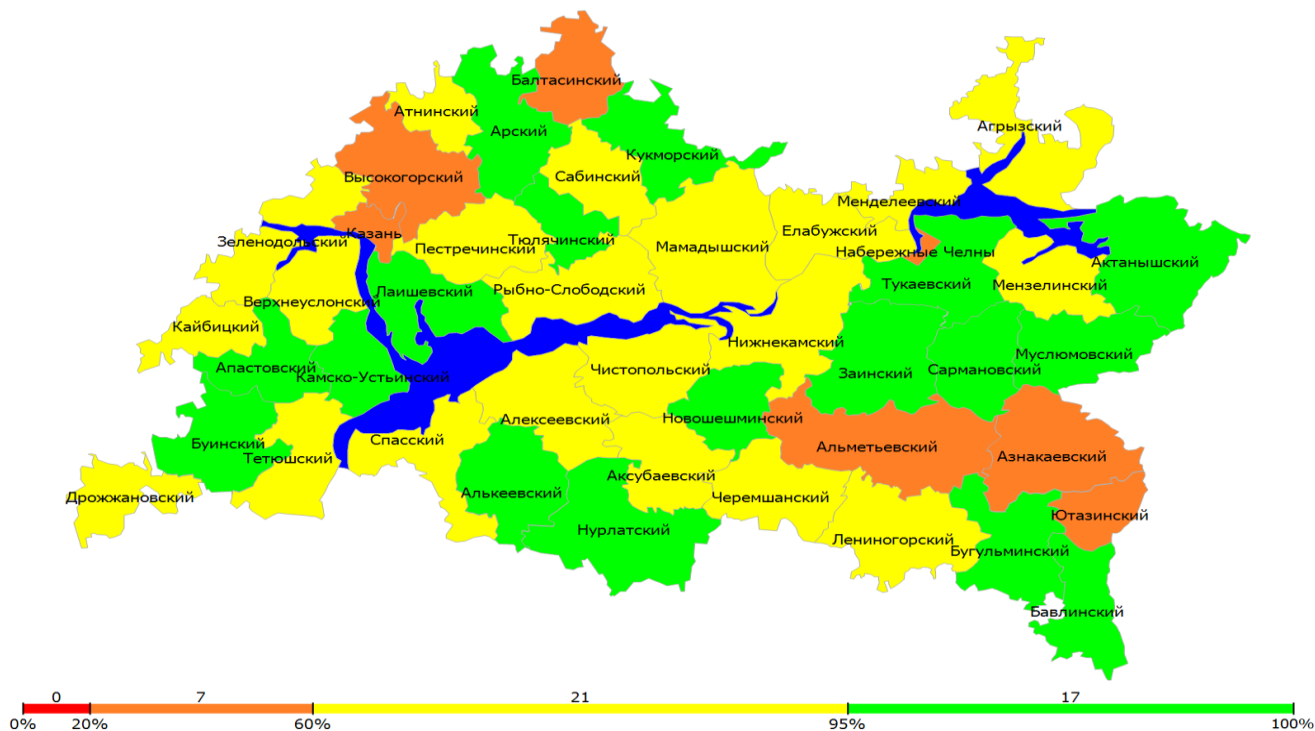 Балтасинский
Атнинский
Агрызский
Арский
Кукморский
Сабинский
Высокогорский
Менделеевский
Елабужский
Казань
Зеленодольский
Тюлячинский
Мамадышский
Пестречинский
Набережные Челны
Актанышский
Тукаевский
Мензелинский
Рыбно-Слободский
Лаишевский
Верхнеуслонский
Кайбицкий
Нижнекамский
Муслюмовский
Апастовский
Чистопольский
Сармановский
Заинский
Камско-Устьинский
Новошешминский
Алексеевский
Спасский
Буинский
Альметьевский
Азнакаевский
Тетюшский
Аксубаевский
Алькеевский
Дрожжановский
Черемшанский
Ютазинский
Нурлатский
Лениногорский
Бугульминский
Бавлинский
0 7 21 17
0% 20% 60% 95% 100%